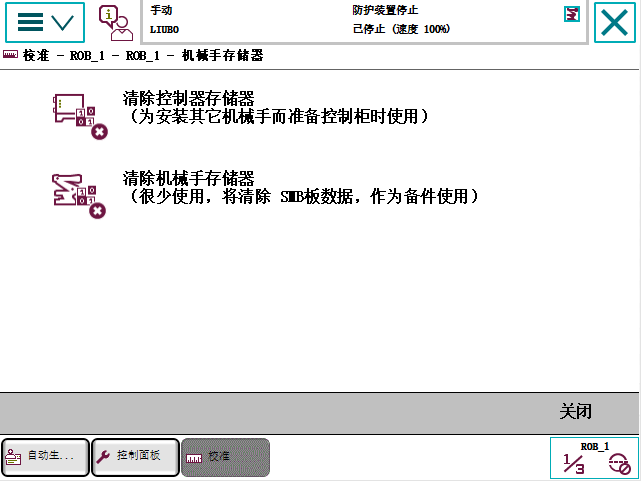 手动
防护装置停止
LIUBO
己停止 (速度 100%)
校准 - ROB_1 - ROB_1 - 机械手存储器
清除控制器存储器
(为安装其它机械手而准备控制柜时使用)
清除机械手存储器
(很少使用, 将清除 SMB板数据, 作为备件使用)
关闭
自动生...
控制面板
校准
ROB_1
1/3